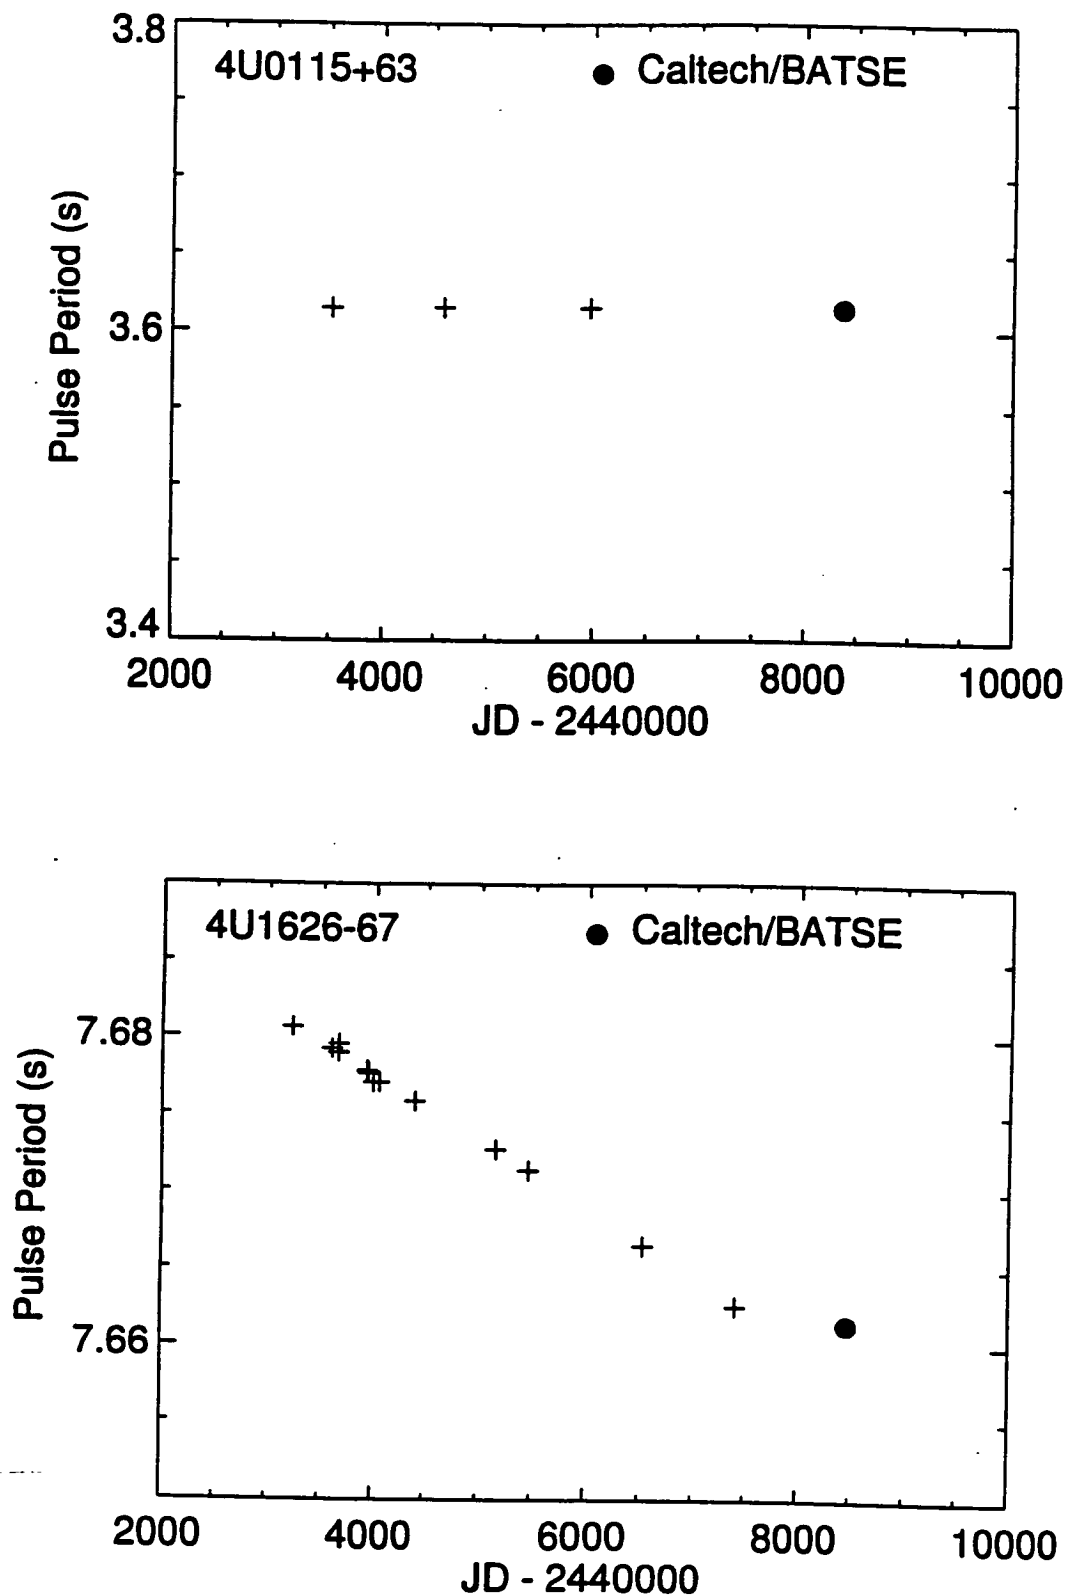 3.8
4U0115+63
Caltech/BATSE
Pulse Period (s)
3.6
3.4
2000 4000 6000 8000 10000
JD - 2440000
4U1626-67
Caltech/BATSE
7.68
Pulse Period (s)
7.66
2000 4000 6000 8000 10000
JD - 2440000